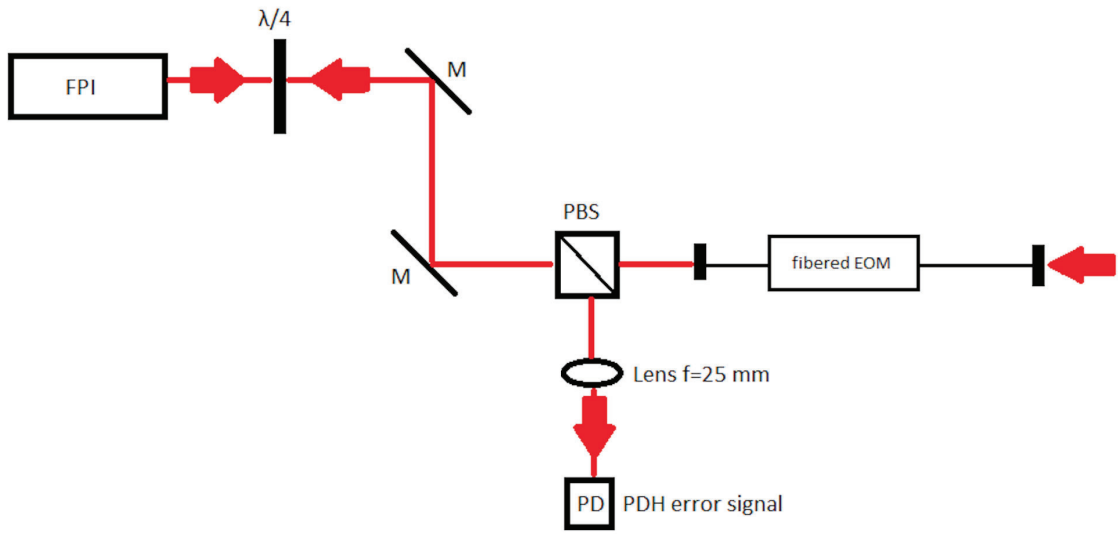 λ/4
M
FPI
PBS
fibered EOM
M
Lens f=25 mm
PD
PDH error signal